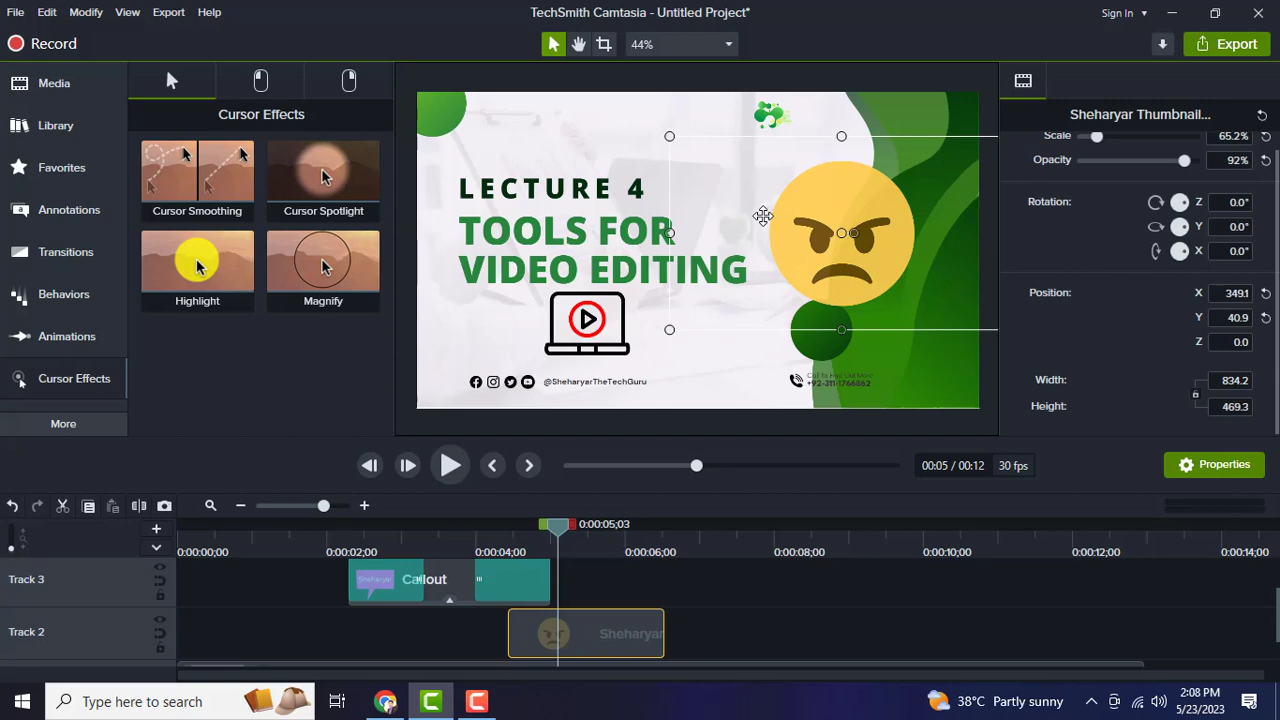 File Edit Modify View Export Help
TechSmith Camtasia - Untitled Project*
Sign In
Record
44%
Export
Media
Library
Favorites
Annotations
Transitions
Behaviors
Animations
Cursor Effects
More
Cursor Effects
Cursor Smoothing
Cursor Spotlight
Highlight
Magnify
LECTURE 4
TOOLS FOR
VIDEO EDITING
@SheharyarTheTechGuru
+92-311-1766862
Sheharyar Thumbnail...
Scale 65.2%
Opacity 92%
Rotation: Z 0.0°
Y 0.0°
X 0.0°
Position: X 349.1
Y 40.9
Z 0.0
Width: 834.2
Height: 469.3
00:05 / 00:12 30 fps
Properties
0:00:05;03
0:00:00;00 0:00:02;00 0:00:04;00 0:00:06;00 0:00:08;00 0:00:10;00 0:00:12;00 0:00:14;00
Track 3
Sheharyar
Callout
Track 2
Sheharyar
Type here to search
38°C Partly sunny
2:08 PM
5/23/2023